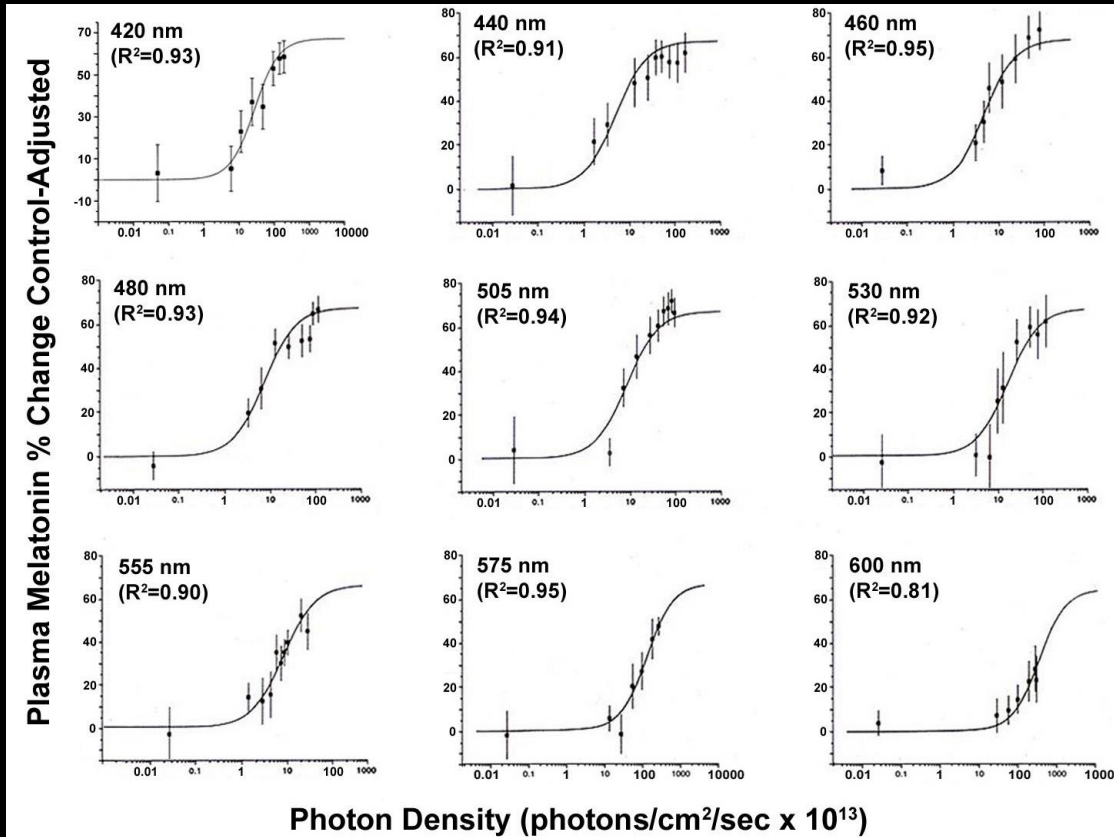 Plasma Melatonin % Change Control-Adjusted
420 nm
(R²=0.93)
70
50
30
10
-10
0.01 0.1 1 10 100 1000 10000
440 nm
(R²=0.91)
80
60
40
20
0
0.01 0.1 1 10 100 1000
460 nm
(R²=0.95)
80
60
40
20
0
0.01 0.1 1 10 100 1000
480 nm
(R²=0.93)
80
60
40
20
0
0.01 0.1 1 10 100 1000
505 nm
(R²=0.94)
80
60
40
20
0
0.01 0.1 1 10 100 1000
530 nm
(R²=0.92)
80
60
40
20
0
0.01 0.1 1 10 100 1000
555 nm
(R²=0.90)
80
60
40
20
0
0.01 0.1 1 10 100 1000
575 nm
(R²=0.95)
80
60
40
20
0
0.01 0.1 1 10 100 1000 10000
600 nm
(R²=0.81)
80
60
40
20
0
0.01 0.1 1 10 100 1000 10000
Photon Density (photons/cm²/sec x 10¹³)